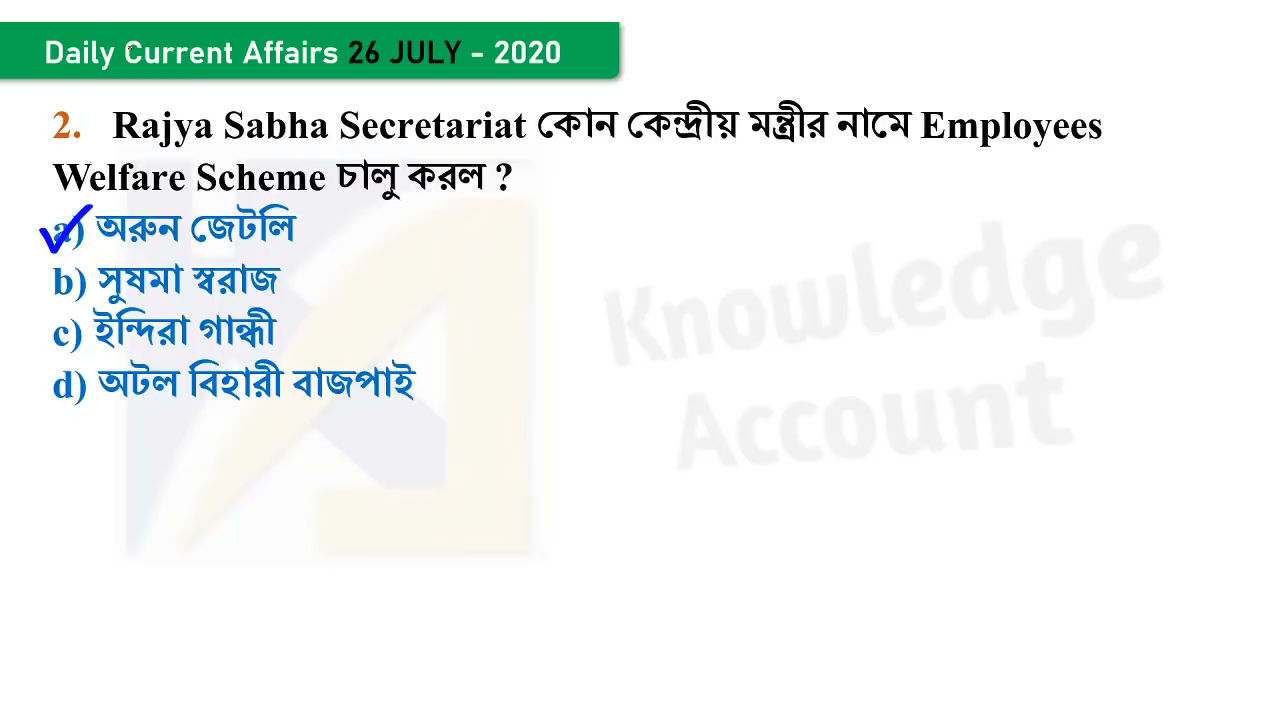 Daily Current Affairs 26 JULY - 2020
2. Rajya Sabha Secretariat কোন কেন্দ্রীয় মন্ত্রীর নামে Employees
Welfare Scheme চালু করল ?
a) অরুন জেটলি
b) সুষমা স্বরাজ
c) ইন্দিরা গান্ধী
d) অটল বিহারী বাজপাই
Knowledge
Account